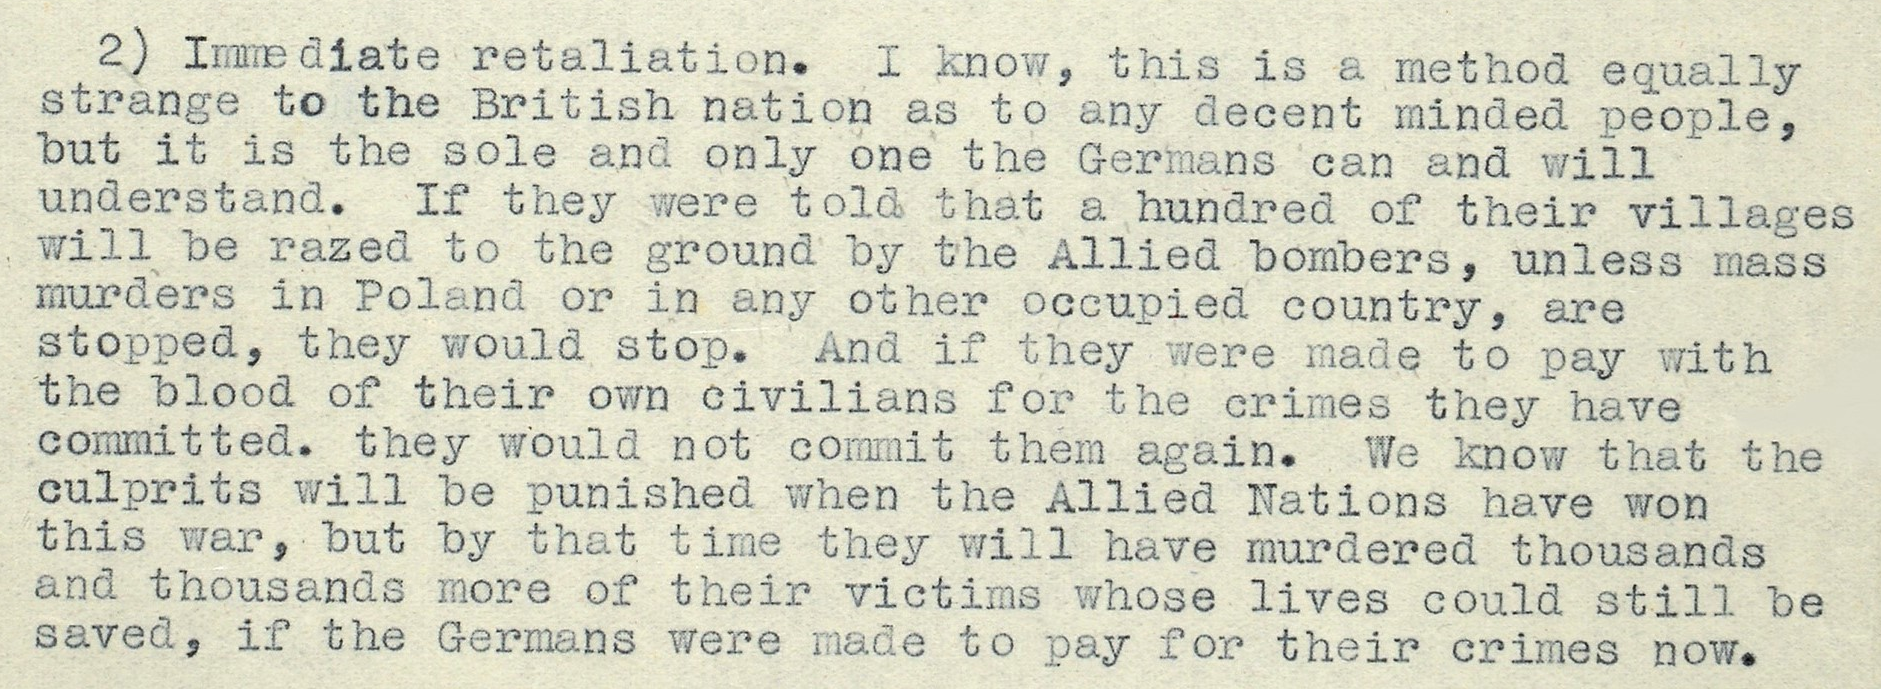 2) Immediate retaliation. I know, this is a method equally
strange to the British nation as to any decent minded people,
but it is the sole and only one the Germans can and will
understand. If they were told that a hundred of their villages
will be razed to the ground by the Allied bombers, unless mass
murders in Poland or in any other occupied country, are
stopped, they would stop. And if they were made to pay with
the blood of their own civilians for the crimes they have
committed. they would not commit them again. We know that the
culprits will be punished when the Allied Nations have won
this war, but by that time they will have murdered thousands
and thousands more of their victims whose lives could still be
saved, if the Germans were made to pay for their crimes now.